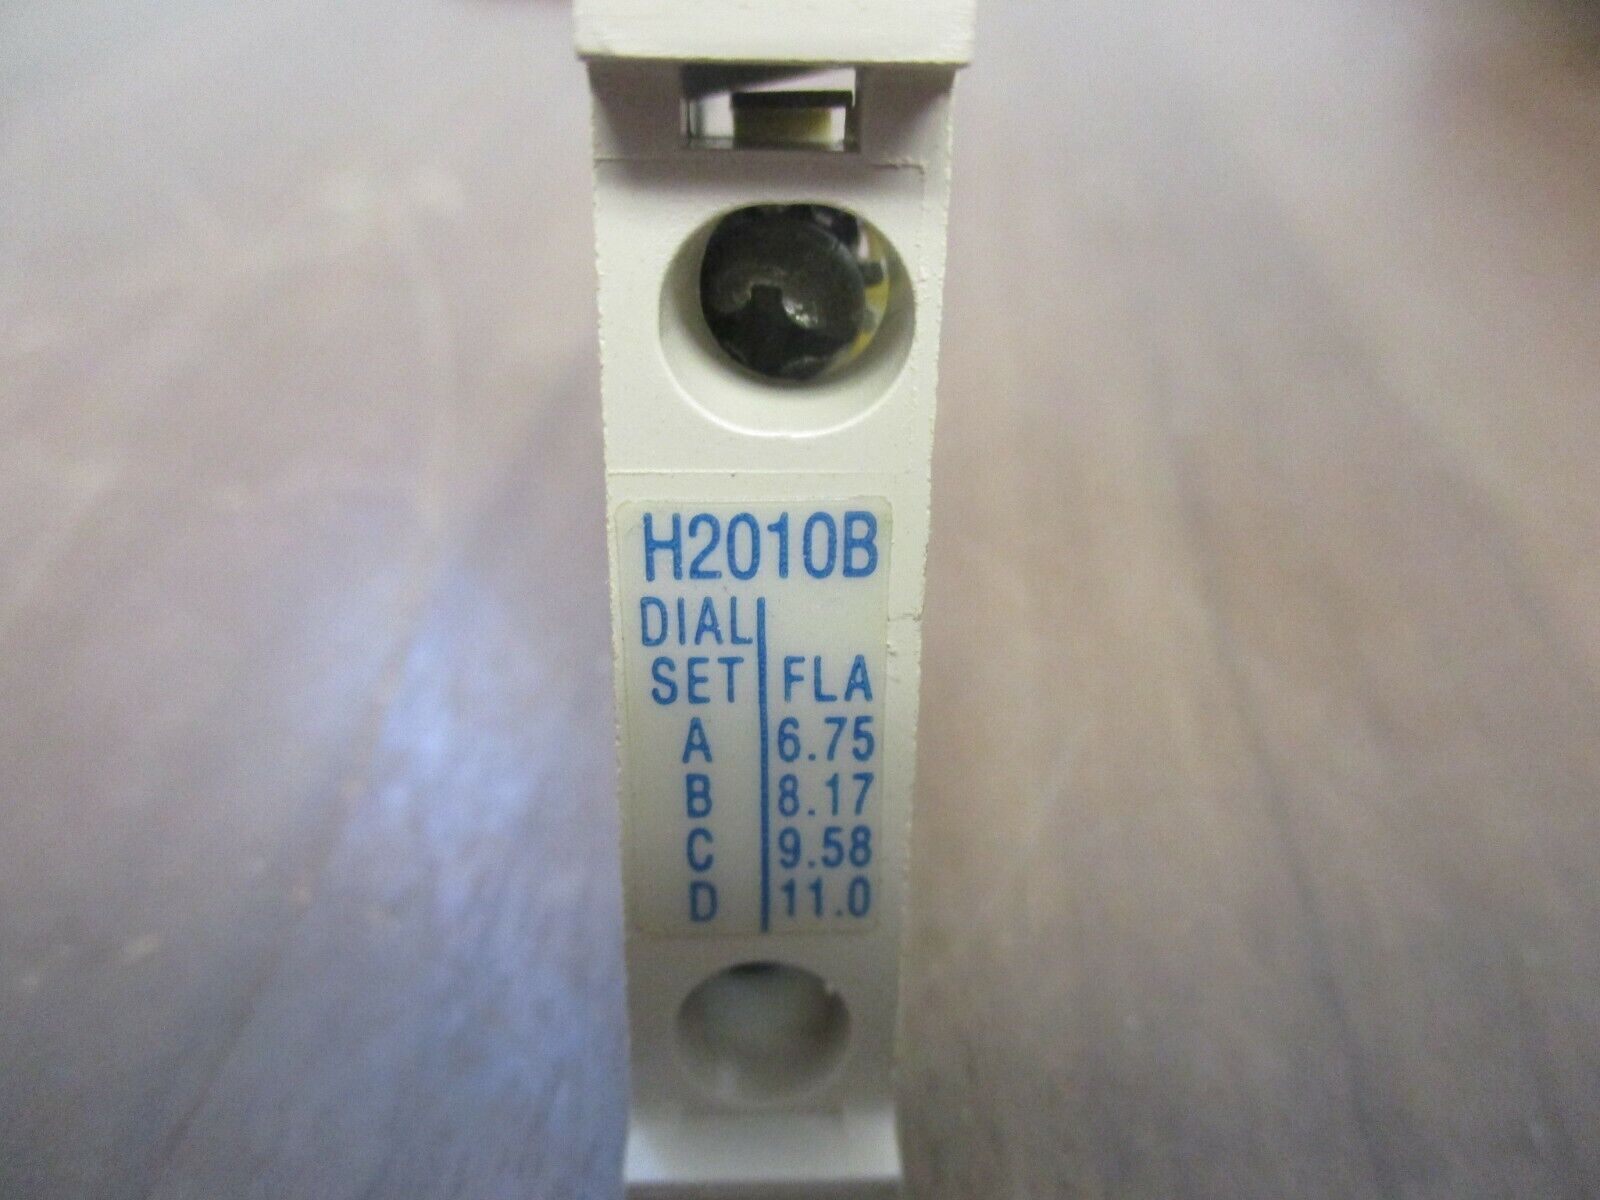 H2010B
DIAL
SET FLA
A 6.75
B 8.17
C 9.58
D 11.0